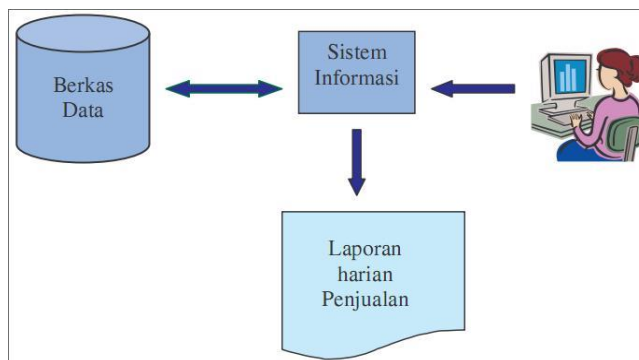 Berkas
Data
Sistem
Informasi
Laporan
harian
Penjualan